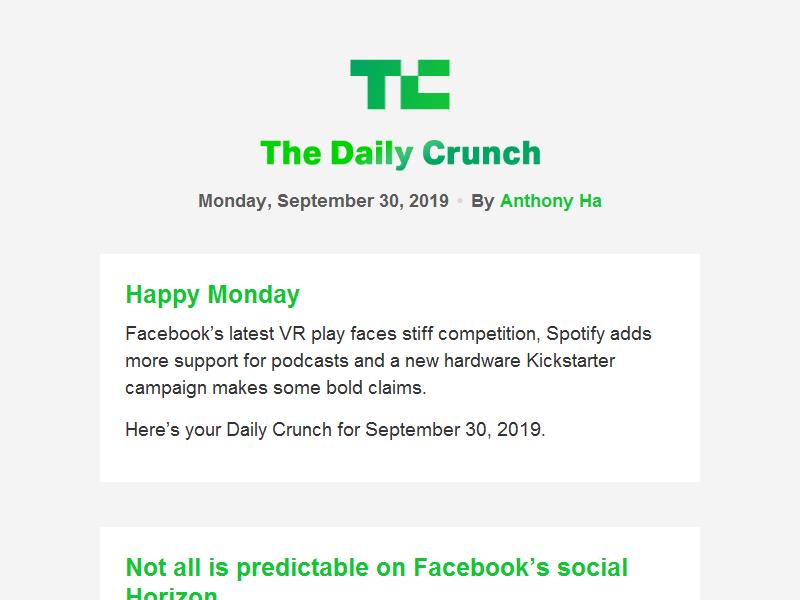 TC
The Daily Crunch
Monday, September 30, 2019 • By Anthony Ha
Happy Monday
Facebook’s latest VR play faces stiff competition, Spotify adds
more support for podcasts and a new hardware Kickstarter
campaign makes some bold claims.
Here’s your Daily Crunch for September 30, 2019.
Not all is predictable on Facebook’s social
Horizon